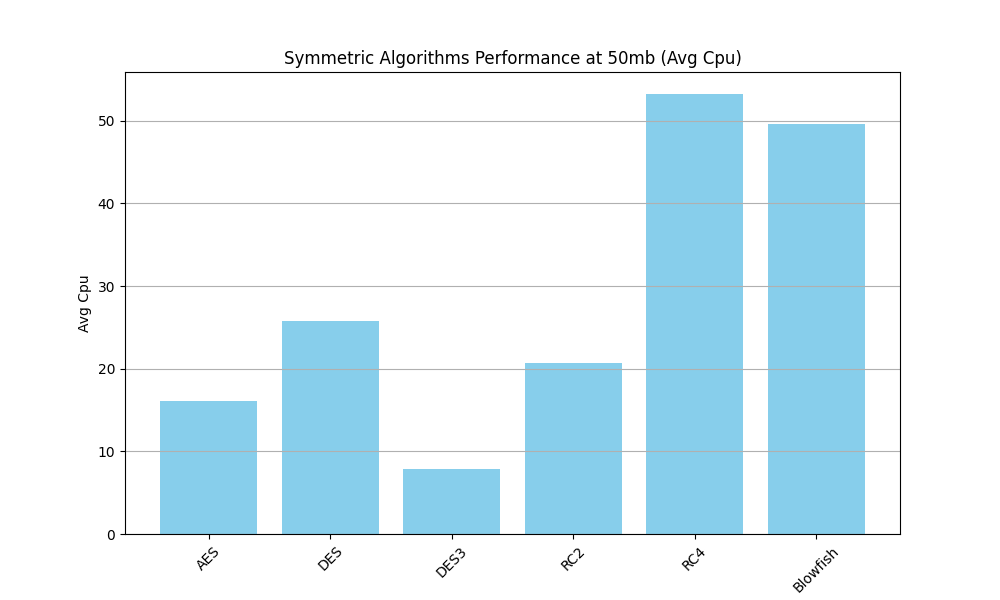 Symmetric Algorithms Performance at 50mb (Avg Cpu)
Avg Cpu
50
40
30
20
10
0
AES
DES
DES3
RC2
RC4
Blowfish